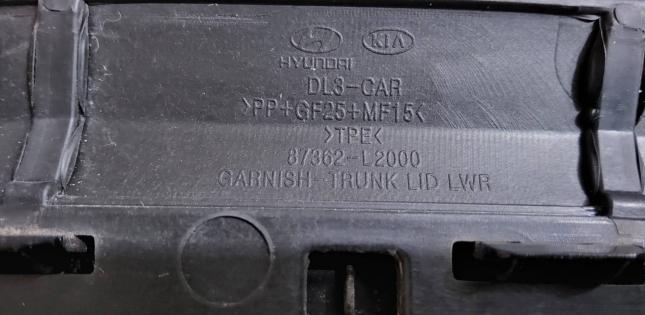 KIA
HYUNDAI
DL3-CAR
>PP+GF25+MF15<
>TPE<
87362-L2000
GARNISH-TRUNK LID LWR